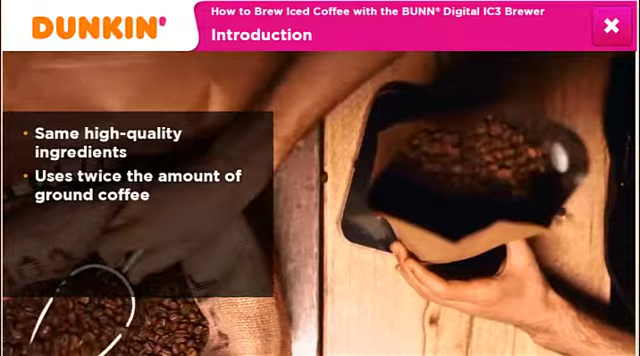 DUNKIN'
How to Brew Iced Coffee with the BUNN® Digital IC3 Brewer
Introduction
• Same high-quality
ingredients
• Uses twice the amount of
ground coffee